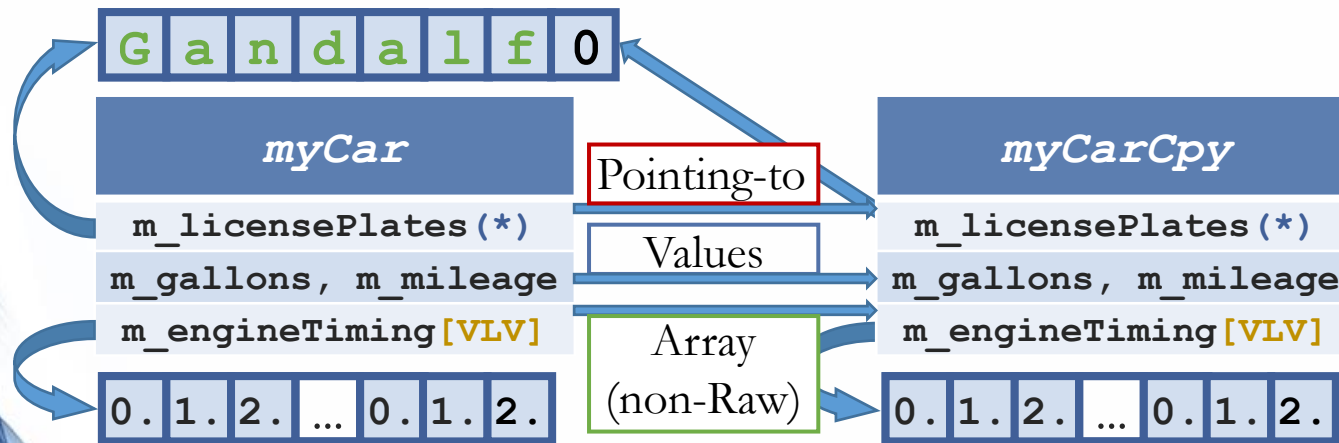 G a n d a l f 0
myCar
m_licensePlates(*)
m_gallons, m_mileage
m_engineTiming[VLV]
0. 1. 2. … 0. 1. 2.
Pointing-to
Values
Array
(non-Raw)
myCarCpy
m_licensePlates(*)
m_gallons, m_mileage
m_engineTiming[VLV]
0. 1. 2. … 0. 1. 2.